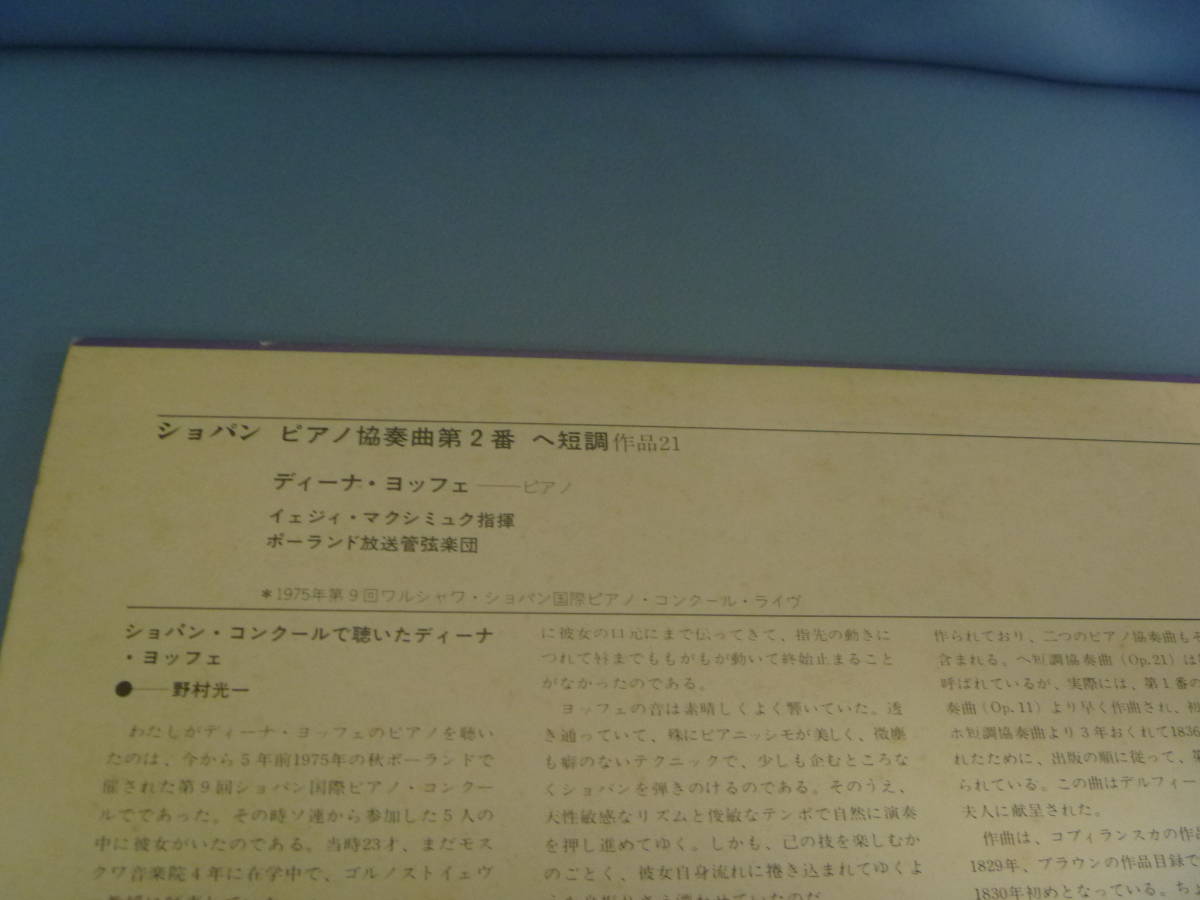 ショパン ピアノ協奏曲第2番 ヘ短調作品21
ディーナ・ヨッフェ──ピアノ
イェジィ・マクシミュク指揮
ポーランド放送管弦楽団
*1975年第9回ワルシャワ・ショパン国際ピアノ・コンクール・ライヴ
ショパン・コンクールで聴いたディーナ
・ヨッフェ
●──野村光一
わたしがディーナ・ヨッフェのピアノを聴い
たのは、今から5年前1975年の秋ポーランドで
催された第9回ショパン国際ピアノ・コンクー
ルでであった。その時ソ連から参加した5人の
中に彼女がいたのである。当時23才、まだモス
クワ音楽院4年に在学中で、ゴルノストイェヴ
に彼女の口元にまで伝ってきて、指先の動きに
つれて唇までももがもが動いて終始止まること
がなかったのである。
ヨッフェの音は素晴しくよく響いていた。透
き通っていて、殊にピアニッシモが美しく、微塵
も癖のないテクニックで、少しも企むところな
くショパンを弾きのけるのである。そのうえ、
天性敏感なリズムと俊敏なテンポで自然に演奏
を押し進めてゆく。しかも、己の技を楽しむか
のごとく、彼女自身流れに捲き込まれてゆくよ
作られており、二つのピアノ協奏曲もそ
含まれる。ヘ短調協奏曲（Op.21）は
呼ばれているが、実際には、第1番の
奏曲（Op.11）より早く作曲され、初
ホ短調協奏曲より3年おくれて1836
れたために、出版の順に従って、第
られている。この曲はデルフィー
夫人に献呈された。
作曲は、コブィランスカの作品
1829年、ブラウンの作品目録で
1830年初めとなっている。ちょ